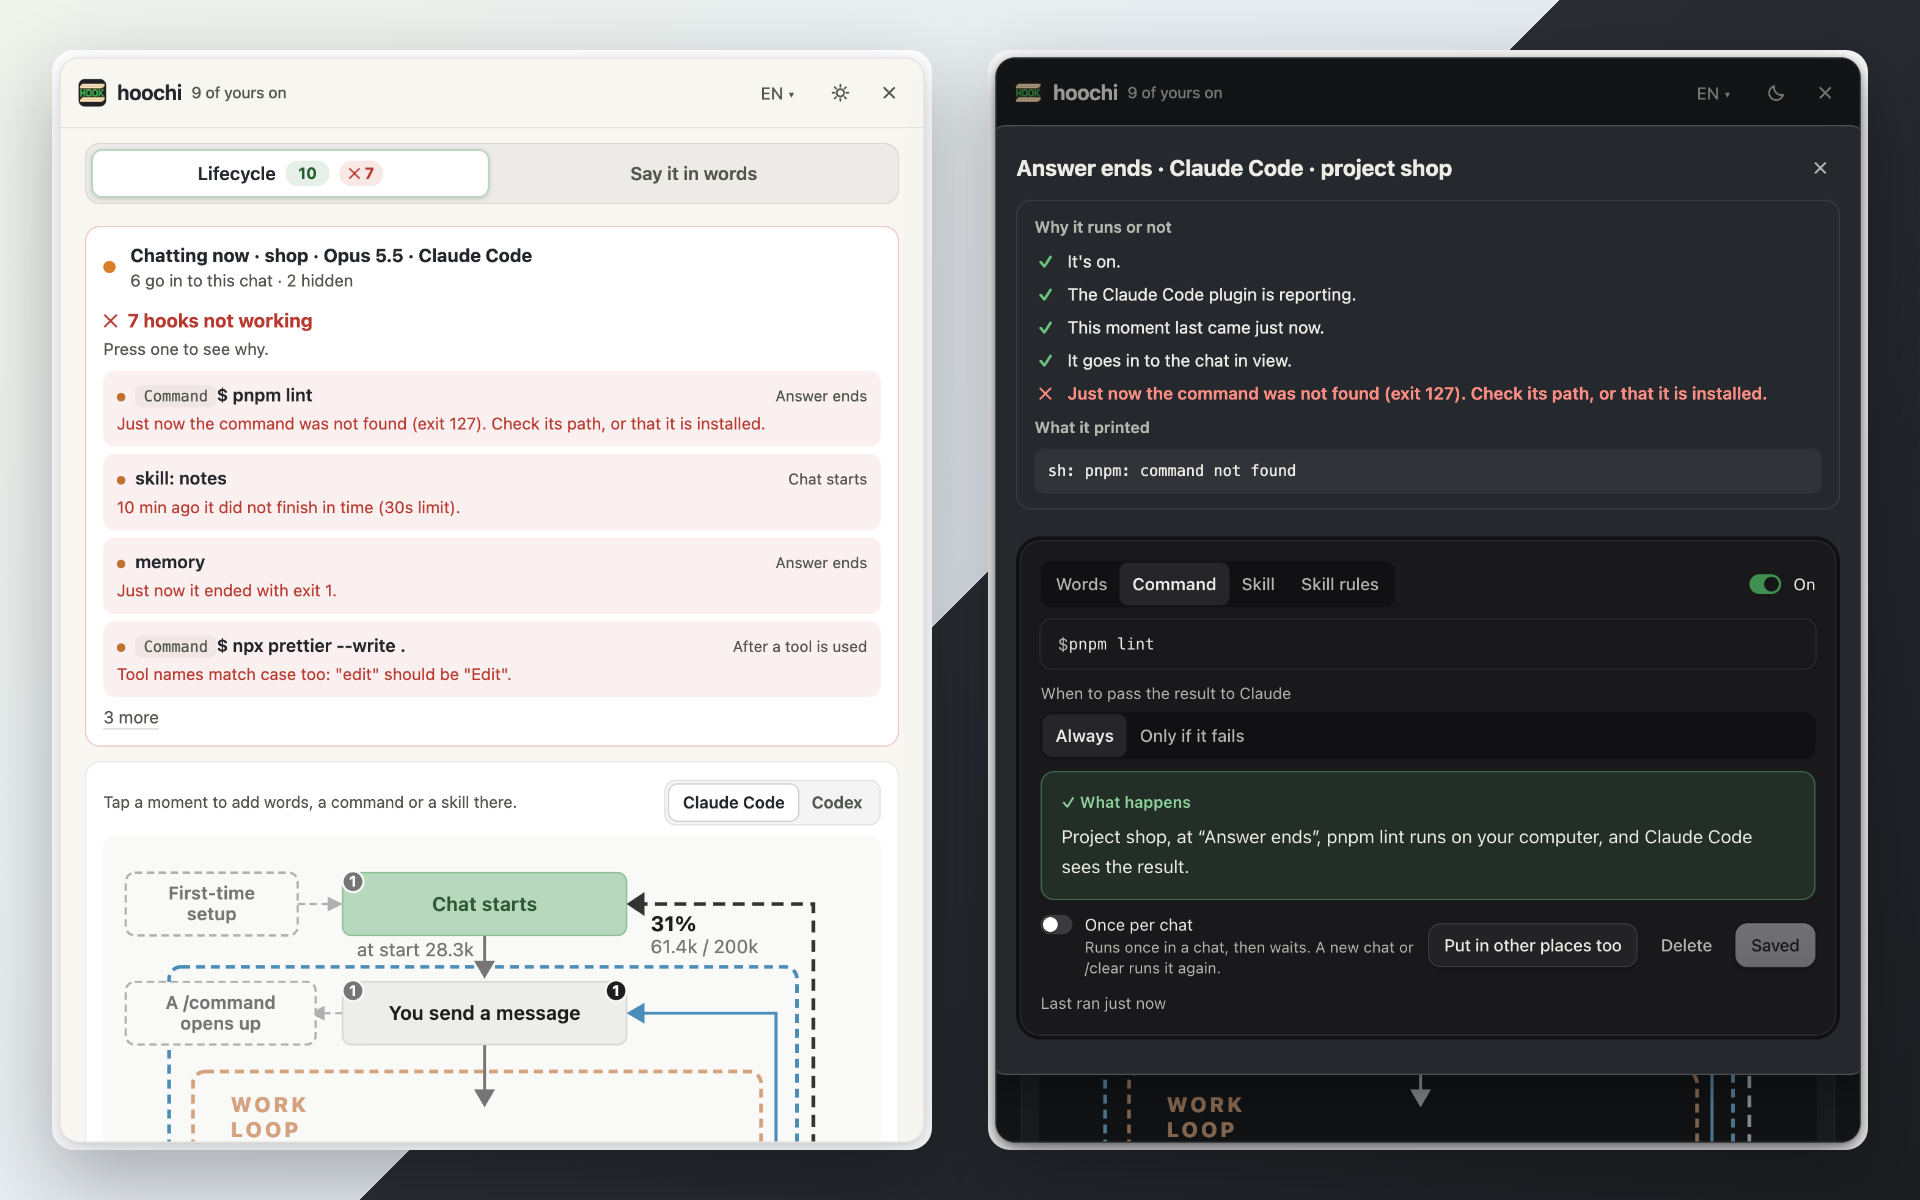 HOOK hoochi 9 of yours on EN ▾ ✕
Lifecycle 10 ✕ 7 Say it in words
Chatting now · shop · Opus 5.5 · Claude Code
6 go in to this chat · 2 hidden
✕ 7 hooks not working
Press one to see why.
Command $ pnpm lint Answer ends
Just now the command was not found (exit 127). Check its path, or that it is installed.
skill: notes Chat starts
10 min ago it did not finish in time (30s limit).
memory Answer ends
Just now it ended with exit 1.
Command $ npx prettier --write . After a tool is used
Tool names match case too: "edit" should be "Edit".
3 more
Tap a moment to add words, a command or a skill there. Claude Code Codex
First-time
setup
1
Chat starts
31%
61.4k / 200k
at start 28.3k
A /command
opens up
1
You send a message
1
WORK
LOOP
HOOK hoochi 9 of yours on EN ▾ ✕
Answer ends · Claude Code · project shop ✕
Why it runs or not
✓ It's on.
✓ The Claude Code plugin is reporting.
✓ This moment last came just now.
✓ It goes in to the chat in view.
✕ Just now the command was not found (exit 127). Check its path, or that it is installed.
What it printed
sh: pnpm: command not found
Words Command Skill Skill rules On
$pnpm lint
When to pass the result to Claude
Always Only if it fails
✓ What happens
Project shop, at “Answer ends”, pnpm lint runs on your computer, and Claude Code
sees the result.
Once per chat
Runs once in a chat, then waits. A new chat or
/clear runs it again.
Put in other places too Delete Saved
Last ran just now
WORK
LOOP